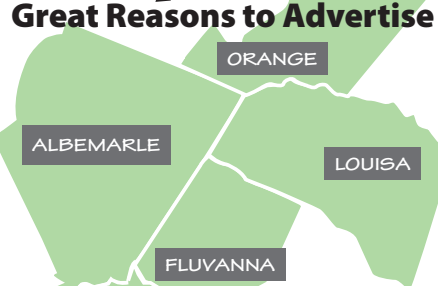 Great Reasons to Advertise
ORANGE
ALBEMARLE
LOUISA
FLUVANNA